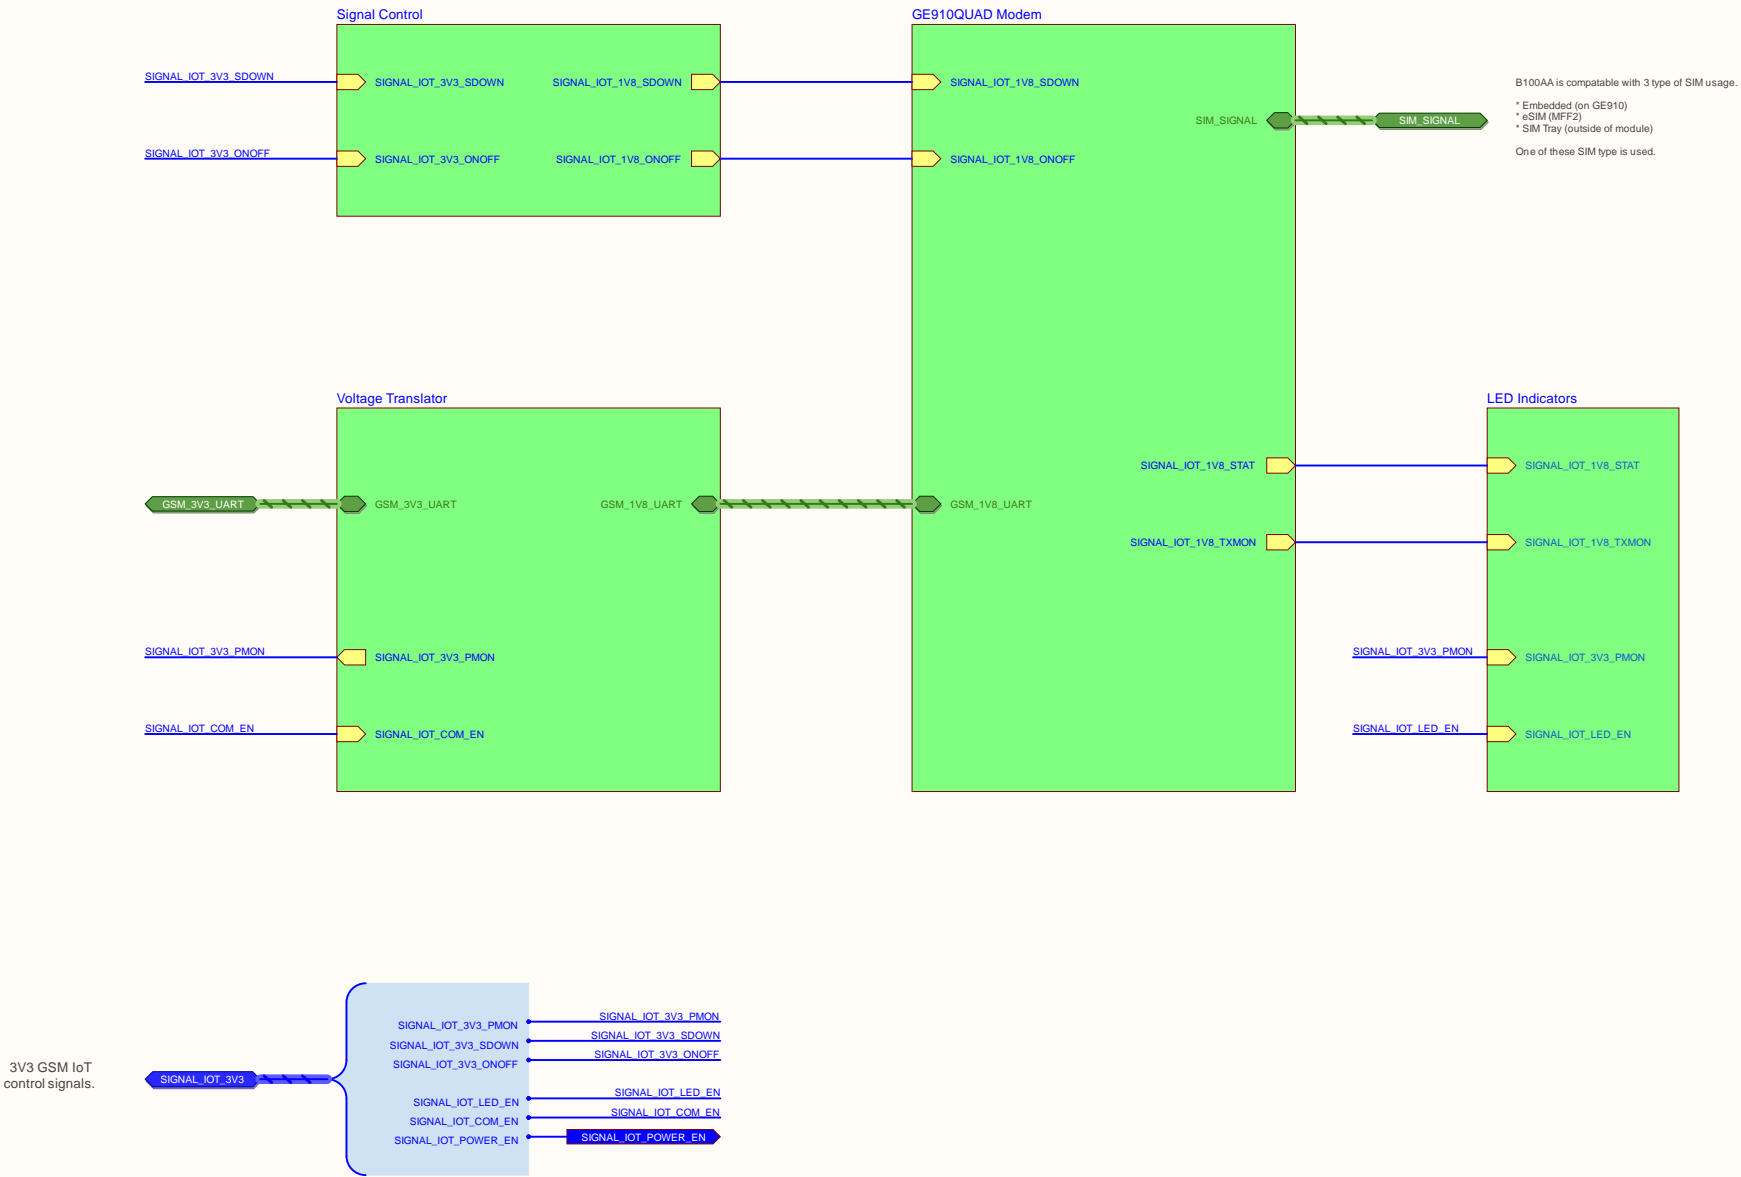 Signal Control
SIGNAL_IOT_3V3_SDOWN
SIGNAL_IOT_3V3_SDOWN
SIGNAL_IOT_1V8_SDOWN
SIGNAL_IOT_3V3_ONOFF
SIGNAL_IOT_3V3_ONOFF
SIGNAL_IOT_1V8_ONOFF
GE910QUAD Modem
SIGNAL_IOT_1V8_SDOWN
SIM_SIGNAL
SIM_SIGNAL
SIGNAL_IOT_1V8_ONOFF
B100AA is compatable with 3 type of SIM usage.
* Embedded (on GE910)
* eSIM (MFF2)
* SIM Tray (outside of module)
One of these SIM type is used.
Voltage Translator
GSM_3V3_UART
GSM_3V3_UART
GSM_1V8_UART
GSM_1V8_UART
SIGNAL_IOT_3V3_PMON
SIGNAL_IOT_3V3_PMON
SIGNAL_IOT_COM_EN
SIGNAL_IOT_COM_EN
SIGNAL_IOT_1V8_STAT
SIGNAL_IOT_1V8_TXMON
LED Indicators
SIGNAL_IOT_1V8_STAT
SIGNAL_IOT_1V8_TXMON
SIGNAL_IOT_3V3_PMON
SIGNAL_IOT_3V3_PMON
SIGNAL_IOT_LED_EN
SIGNAL_IOT_LED_EN
3V3 GSM IoT
control signals.
SIGNAL_IOT_3V3
SIGNAL_IOT_3V3_PMON
SIGNAL_IOT_3V3_PMON
SIGNAL_IOT_3V3_SDOWN
SIGNAL_IOT_3V3_SDOWN
SIGNAL_IOT_3V3_ONOFF
SIGNAL_IOT_3V3_ONOFF
SIGNAL_IOT_LED_EN
SIGNAL_IOT_LED_EN
SIGNAL_IOT_COM_EN
SIGNAL_IOT_COM_EN
SIGNAL_IOT_POWER_EN
SIGNAL_IOT_POWER_EN